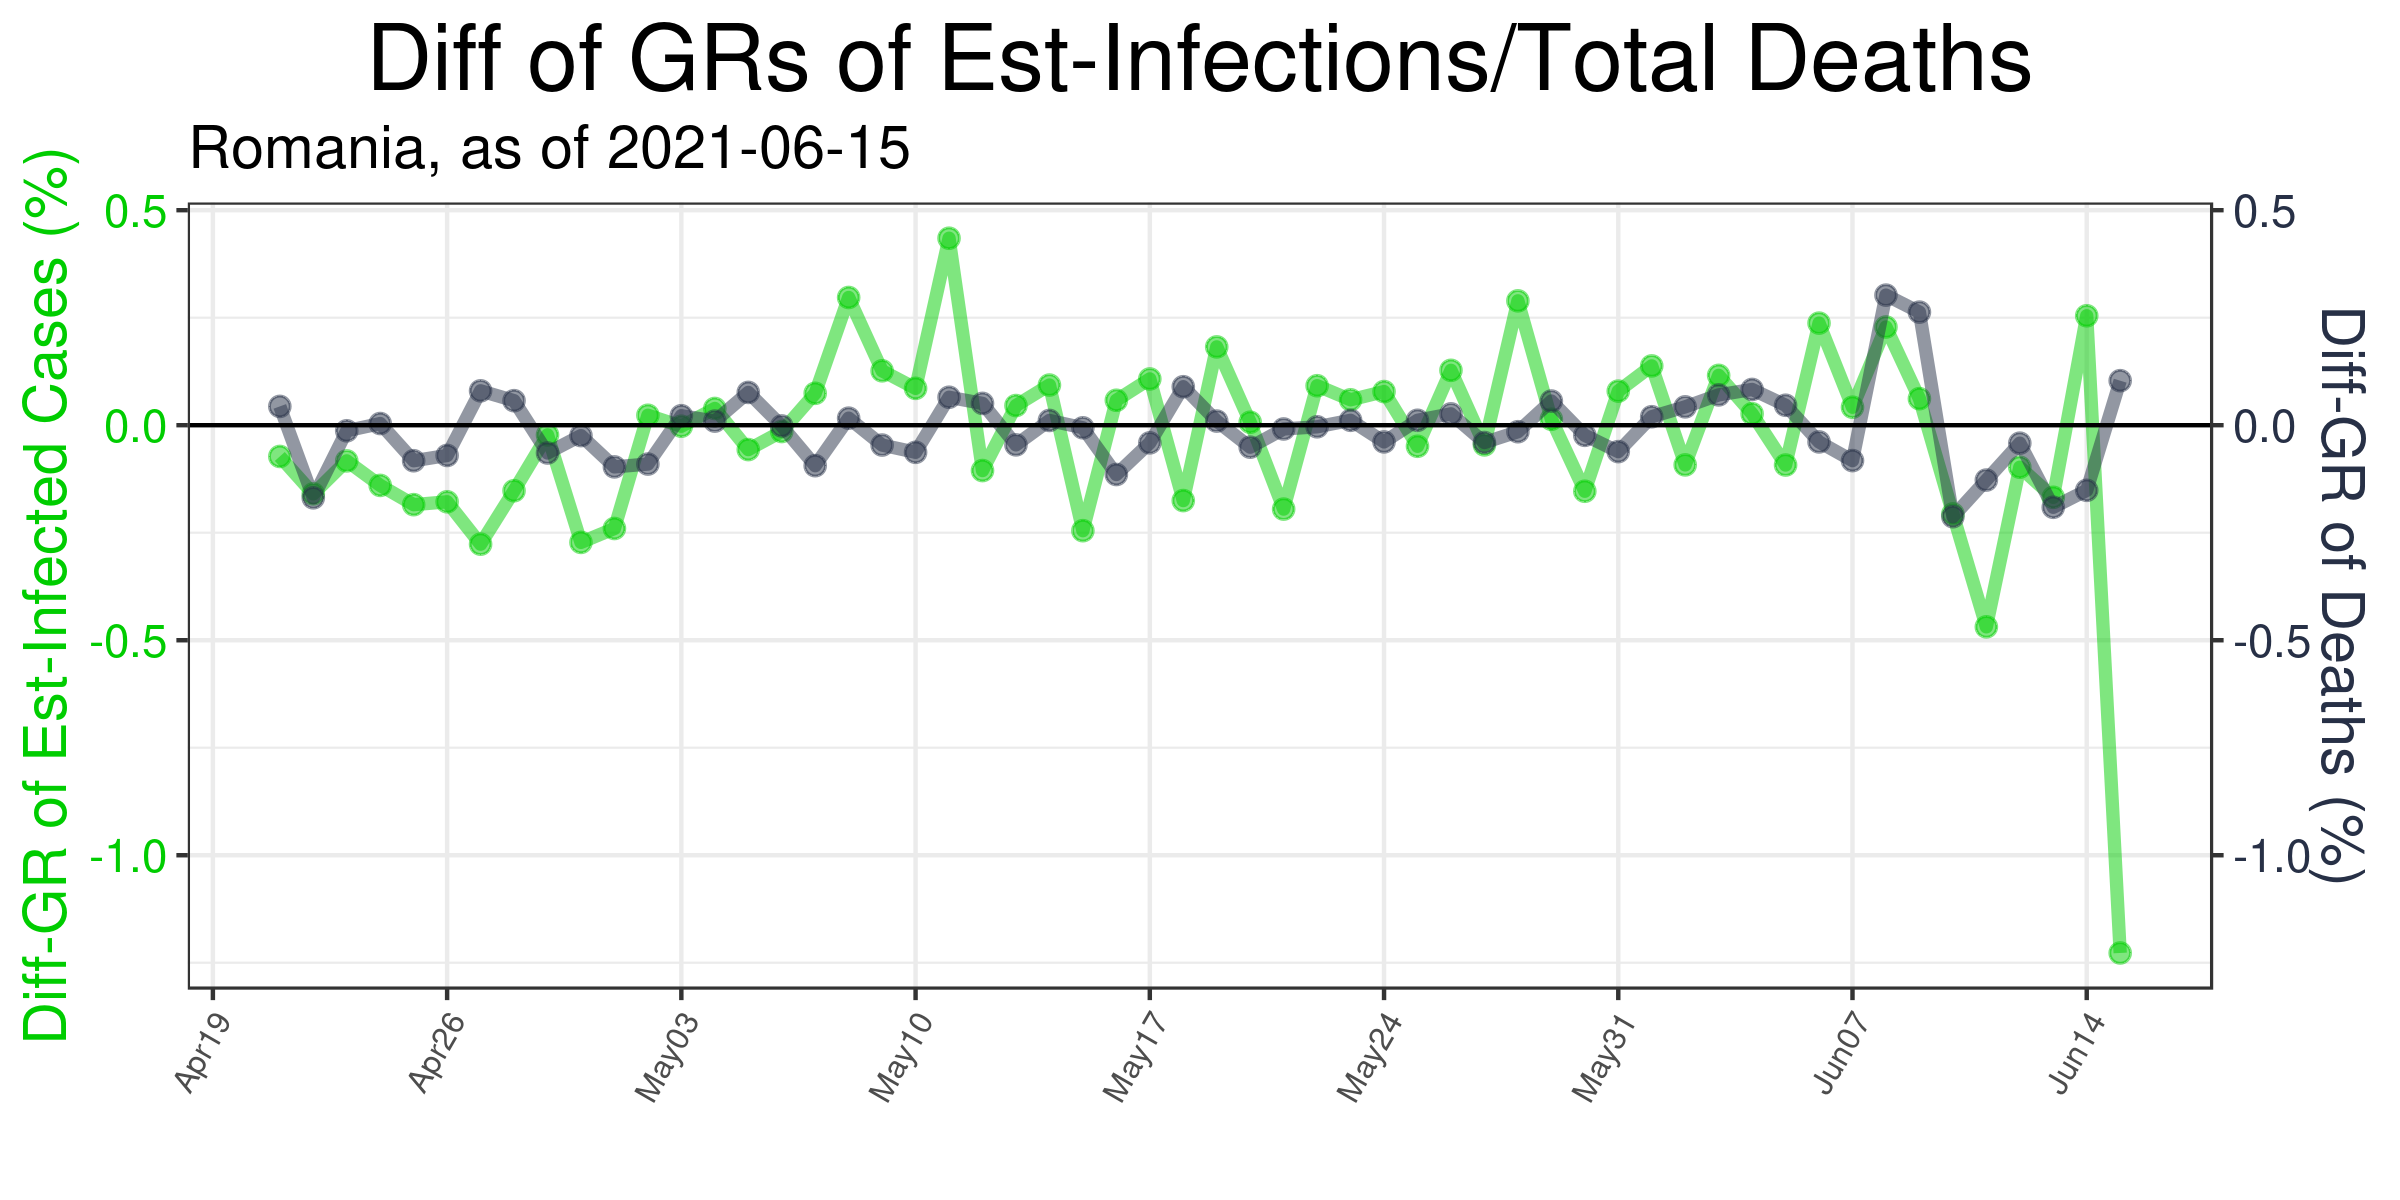 Diff of GRs of Est-Infections/Total Deaths
Romania, as of 2021-06-15
Diff-GR of Est-Infected Cases (%)
0.5
0.0
-0.5
-1.0
0.5
0.0
-0.5
-1.0
Diff-GR of Deaths (%)
Apr19
Apr26
May03
May10
May17
May24
May31
Jun07
Jun14